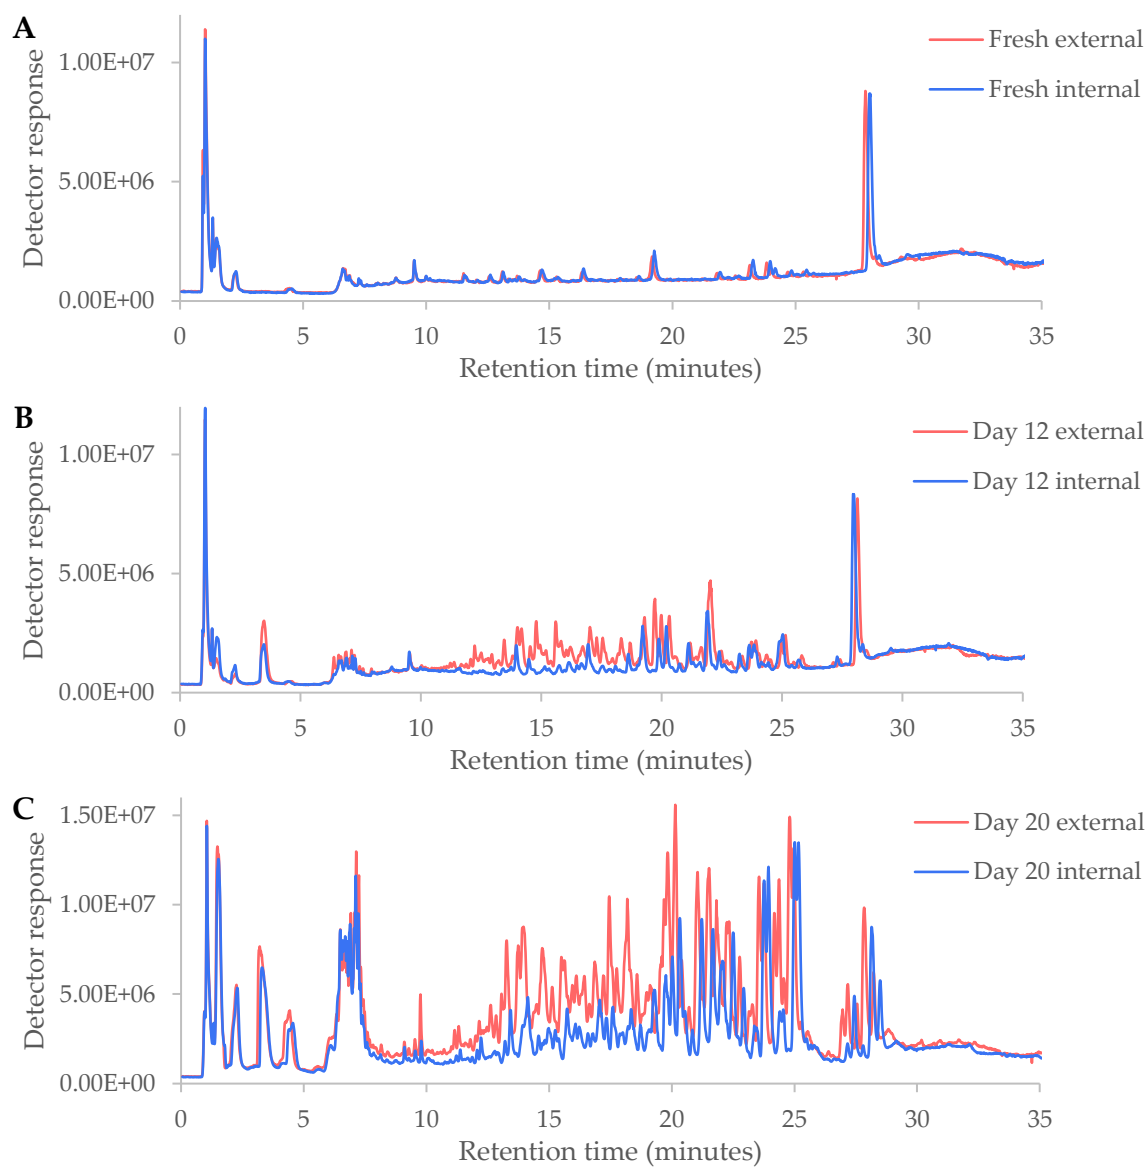 A
Detector response
1.00E+07
5.00E+06
0.00E+00
Fresh external
Fresh internal
0 5 10 15 20 25 30 35
Retention time (minutes)
B
Detector response
1.00E+07
5.00E+06
0.00E+00
Day 12 external
Day 12 internal
0 5 10 15 20 25 30 35
Retention time (minutes)
C
Detector response
1.50E+07
1.00E+07
5.00E+06
0.00E+00
Day 20 external
Day 20 internal
0 5 10 15 20 25 30 35
Retention time (minutes)